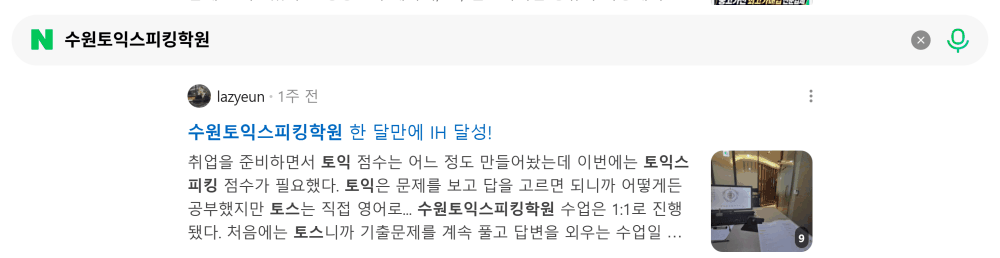 수원토익스피킹학원
lazyeun · 1주 전
수원토익스피킹학원 한 달만에 IH 달성!
취업을 준비하면서 토익 점수는 어느 정도 만들어놨는데 이번에는 토익스
피킹 점수가 필요했다. 토익은 문제를 보고 답을 고르면 되니까 어떻게든
공부했지만 토스는 직접 영어로... 수원토익스피킹학원 수업은 1:1로 진행
됐다. 처음에는 토스니까 기출문제를 계속 풀고 답변을 외우는 수업일 ...
9